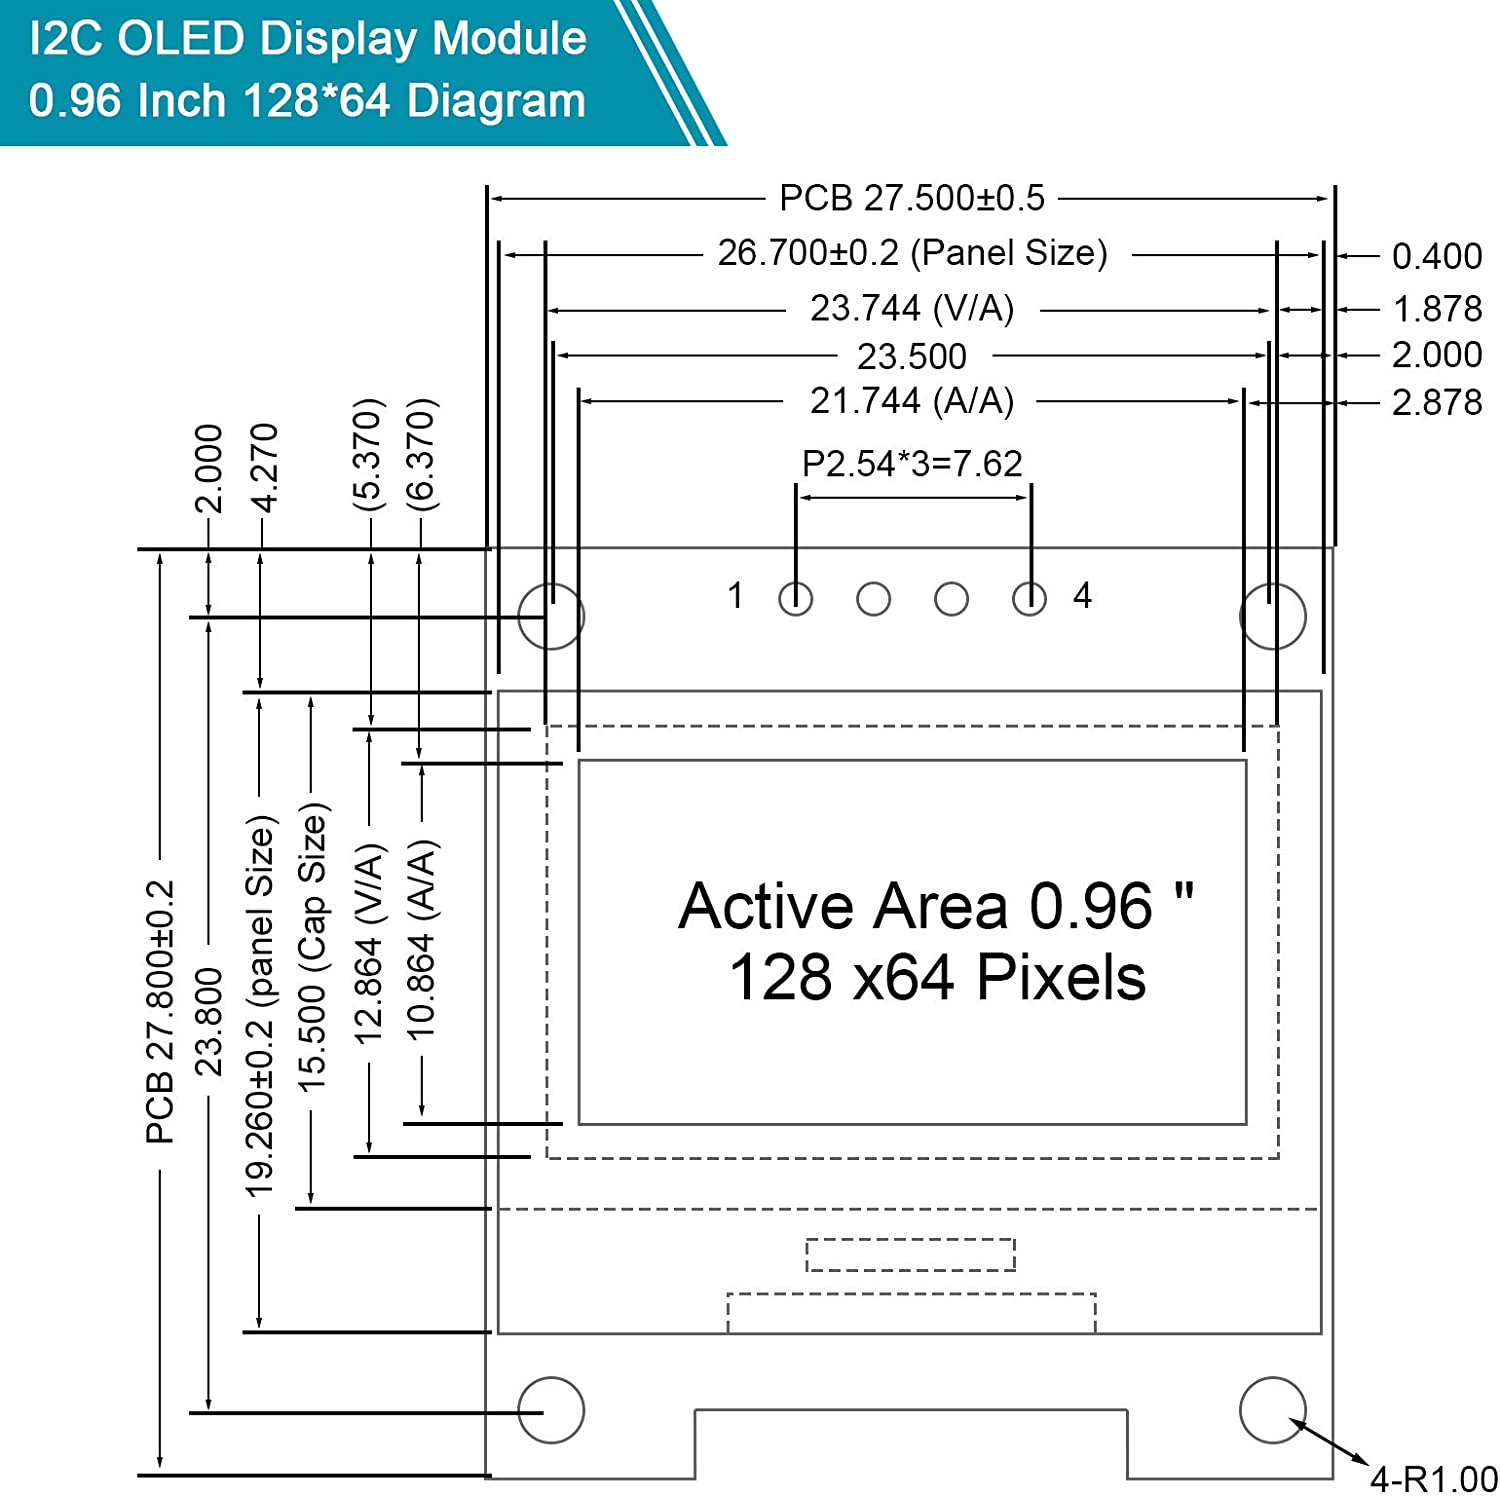 I2C OLED Display Module
0.96 Inch 128*64 Diagram
PCB 27.500±0.5
26.700±0.2 (Panel Size)
0.400
23.744 (V/A)
1.878
23.500
2.000
21.744 (A/A)
2.878
P2.54*3=7.62
2.000
4.270
(5.370)
(6.370)
1
4
PCB 27.800±0.2
23.800
19.260±0.2 (panel Size)
15.500 (Cap Size)
12.864 (V/A)
10.864 (A/A)
Active Area 0.96 "
128 x64 Pixels
4-R1.00